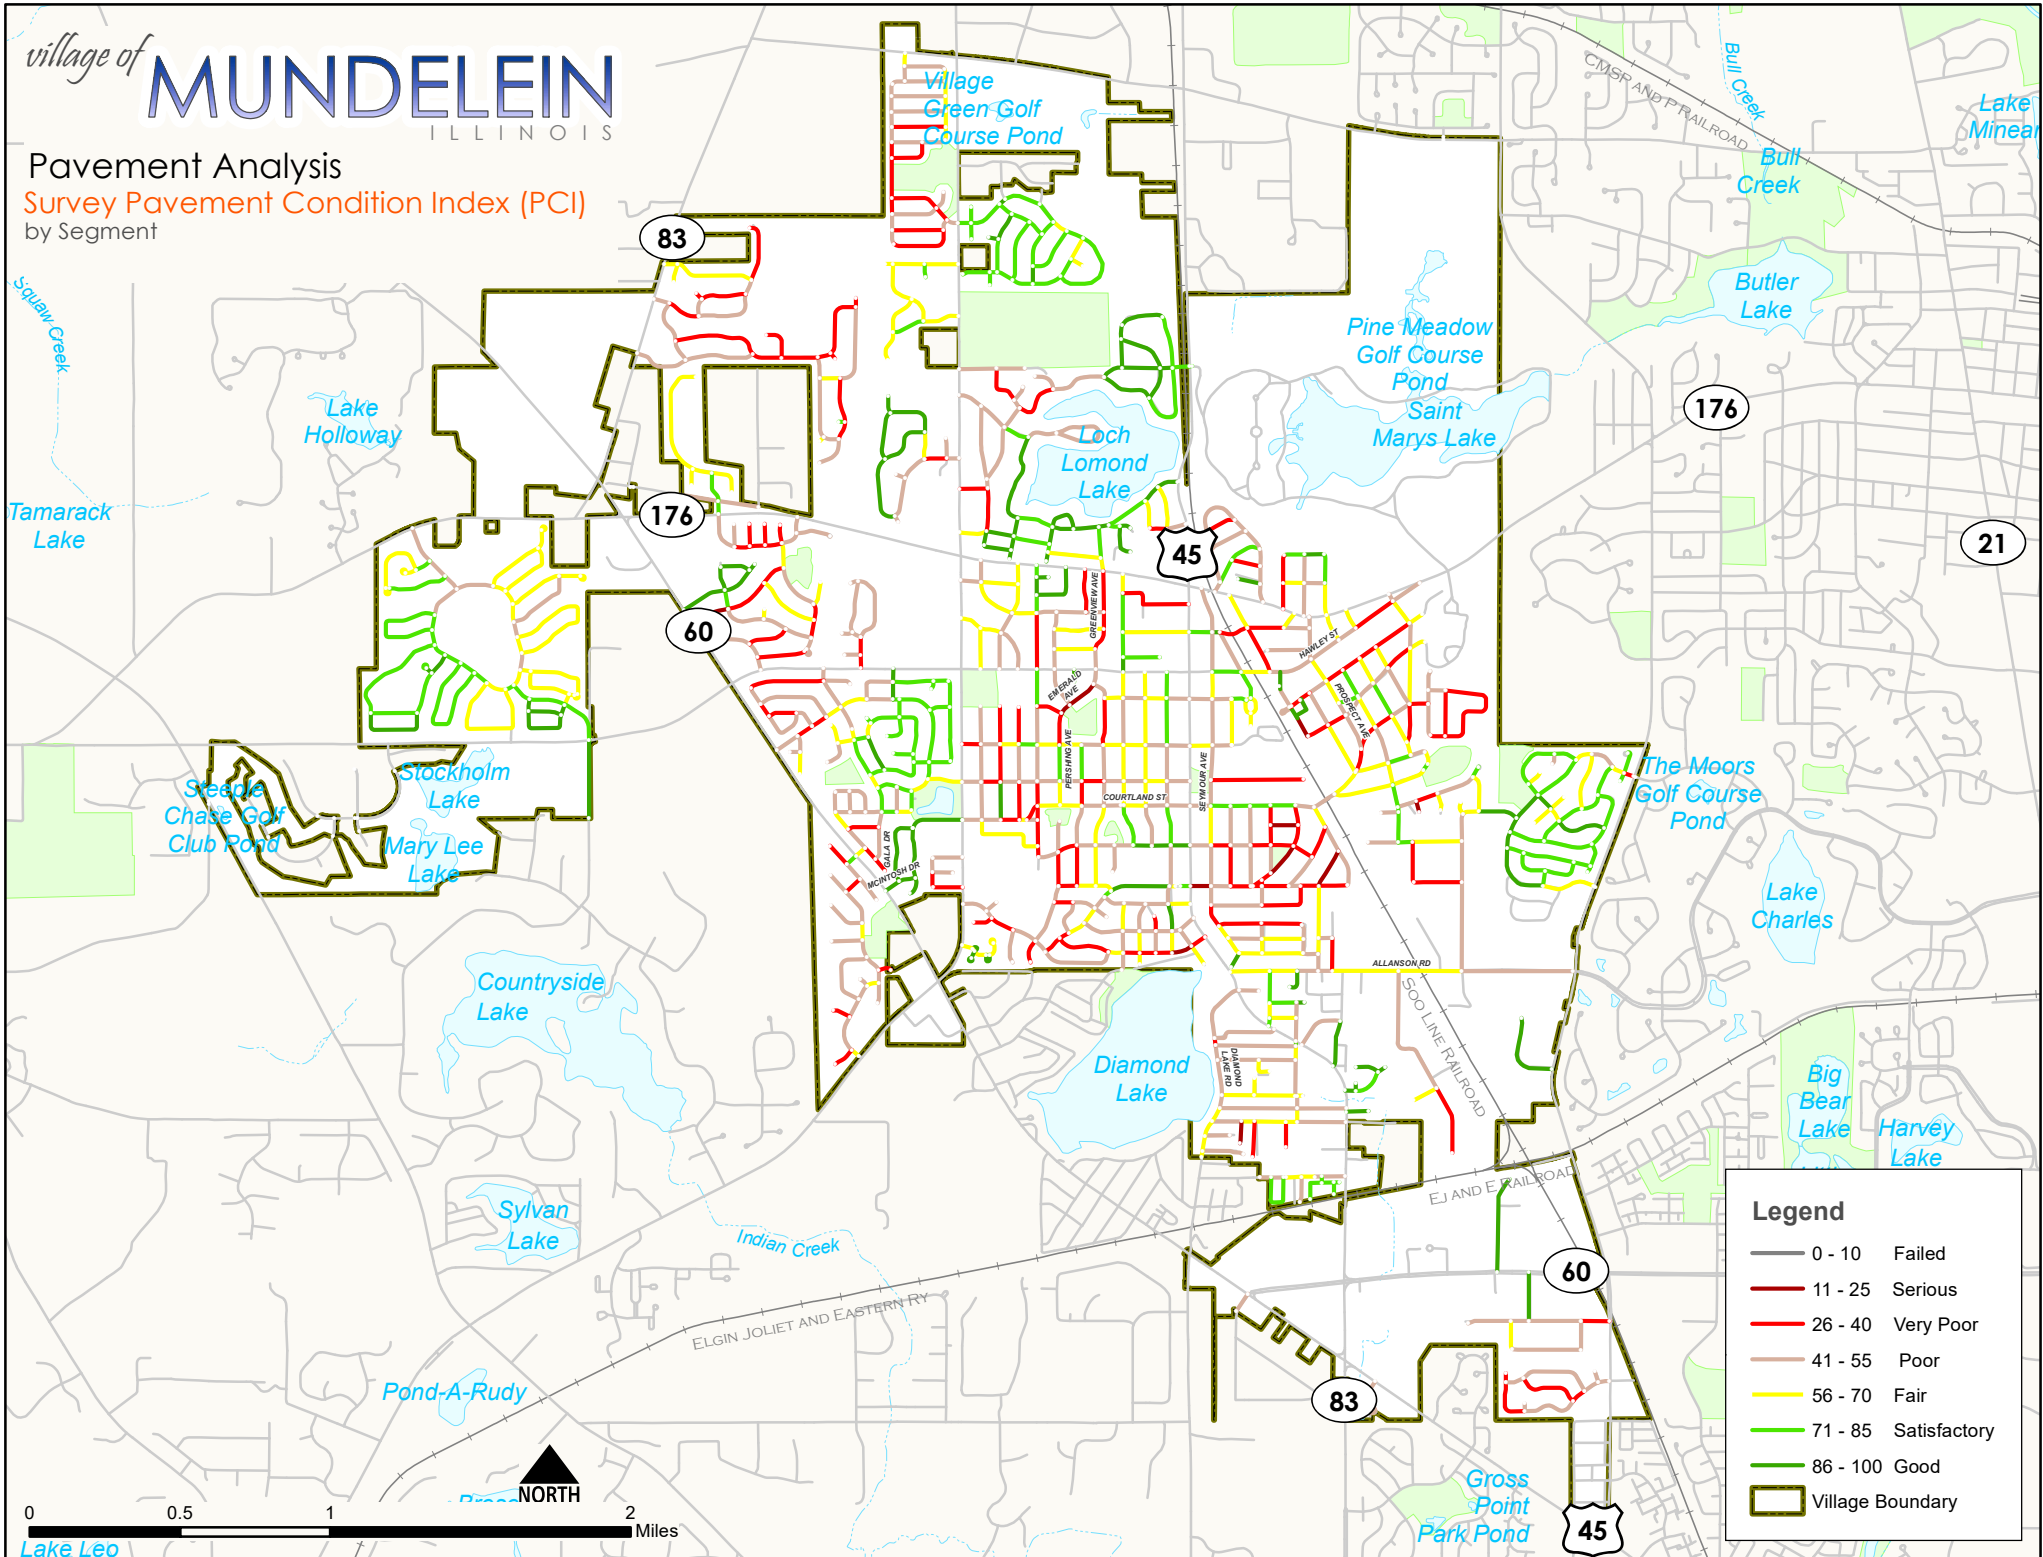 village of
MUNDELEIN
ILLINOIS
Pavement Analysis
Survey Pavement Condition Index (PCI)
by Segment
Village
Green Golf
Course Pond
Bull Creek
CMSR AND P RAILROAD
Lake
Minear
Bull
Creek
83
Squaw Creek
Butler
Lake
Pine Meadow
Golf Course
Pond
Saint
Marys Lake
Lake
Holloway
176
Loch
Lomond
Lake
Tamarack
Lake
176
45
21
60
GREENVIEW AVE
HAWLEY ST
EMERALD
AVE
PROSPECT AVE
PERSHING AVE
SEYMOUR AVE
COURTLAND ST
Stockholm
Lake
Steeple
Chase Golf
Club Pond
Mary Lee
Lake
GALA DR
MCINTOSH DR
The Moors
Golf Course
Pond
Lake
Charles
ALLANSON RD
SOO LINE RAILROAD
Countryside
Lake
Diamond
Lake
DIAMOND
LAKE RD
Big
Bear
Lake
Harvey
Lake
EJ AND E RAILROAD
Sylvan
Lake
Indian Creek
60
ELGIN JOLIET AND EASTERN RY
Pond-A-Rudy
83
Gross
Point
Park Pond
45
NORTH
0 0.5 1 2
Miles
Lake Leo
Legend
0 - 10 Failed
11 - 25 Serious
26 - 40 Very Poor
41 - 55 Poor
56 - 70 Fair
71 - 85 Satisfactory
86 - 100 Good
Village Boundary